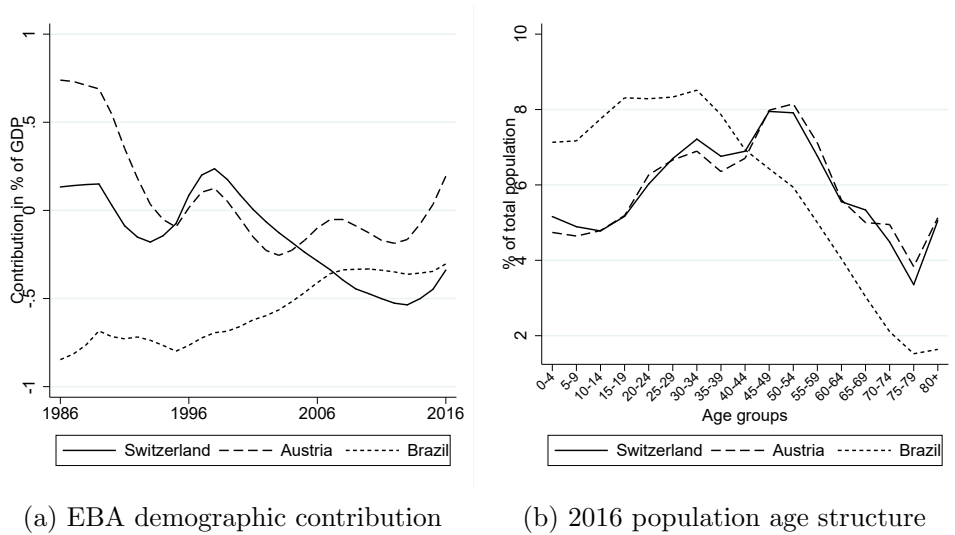 Contribution in % of GDP
1
.5
0
-.5
-1
1986 1996 2006 2016
Switzerland Austria Brazil
(a) EBA demographic contribution
% of total population
10
8
6
4
2
0-4 5-9 10-14 15-19 20-24 25-29 30-34 35-39 40-44 45-49 50-54 55-59 60-64 65-69 70-74 75-79 80+
Age groups
Switzerland Austria Brazil
(b) 2016 population age structure